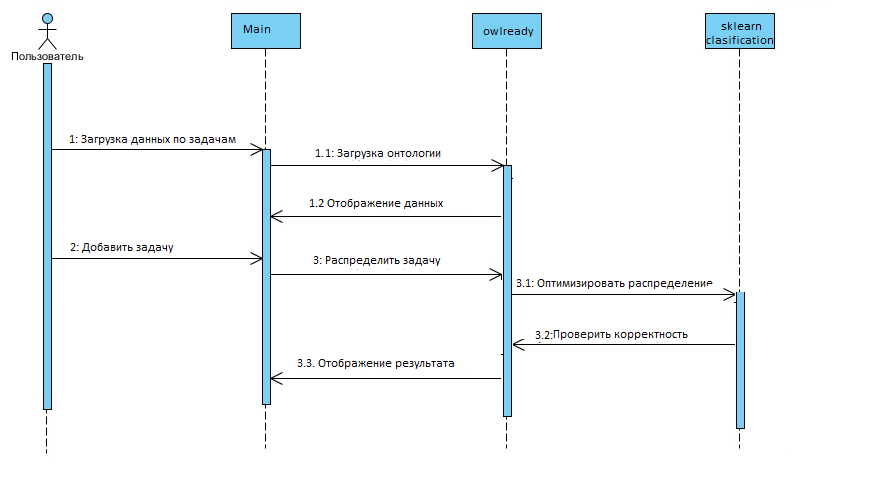 Main
owlready
sklearn
clasification
Пользователь
1: Загрузка данных по задачам
1.1: Загрузка онтологии
1.2 Отображение данных
2: Добавить задачу
3: Распределить задачу
3.1: Оптимизировать распределение
3.2:Проверить корректность
3.3. Отображение результата